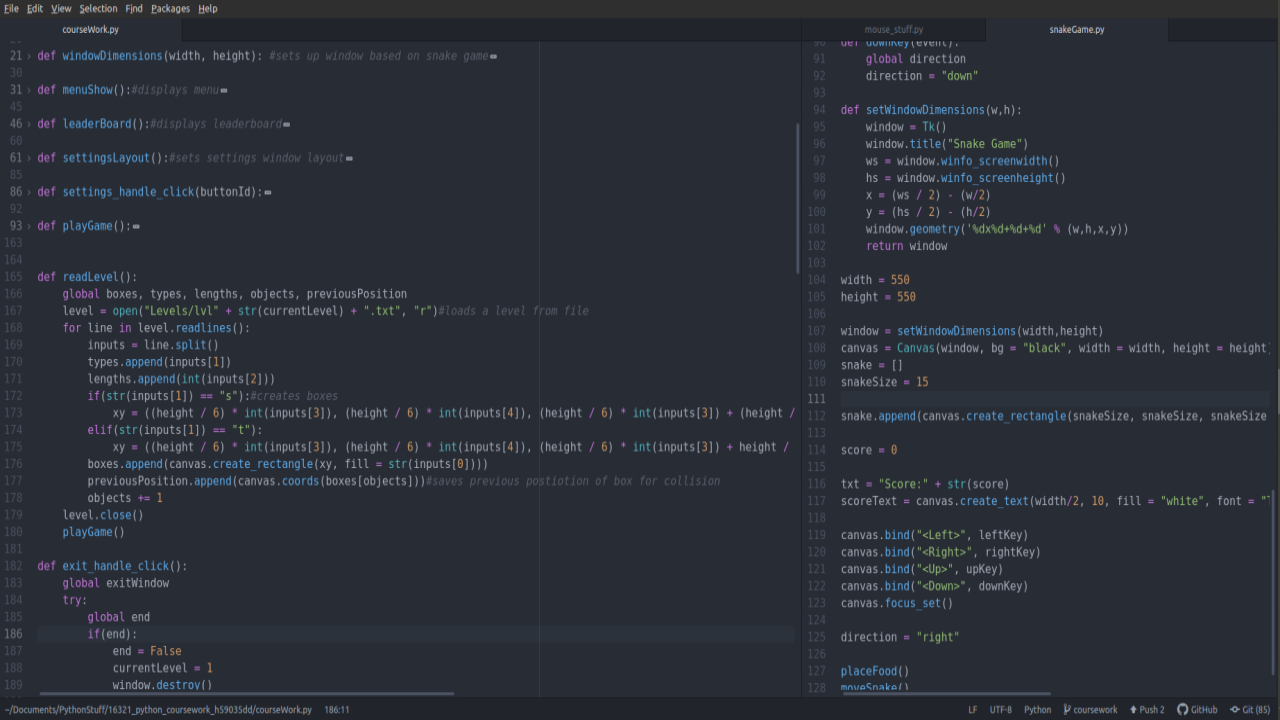 File Edit View Selection Find Packages Help
courseWork.py
21 def windowDimensions(width, height): #sets up window based on snake game
30
31 def menuShow():#displays menu
45
46 def leaderBoard():#displays leaderboard
60
61 def settingsLayout():#sets settings window layout
85
86 def settings_handle_click(buttonId):
92
93 def playGame():
163
164
165 def readLevel():
166 global boxes, types, lengths, objects, previousPosition
167 level = open("Levels/lvl" + str(currentLevel) + ".txt", "r")#loads a level from file
168 for line in level.readlines():
169 inputs = line.split()
170 types.append(inputs[1])
171 lengths.append(int(inputs[2]))
172 if(str(inputs[1]) == "s"):#creates boxes
173 xy = ((height / 6) * int(inputs[3]), (height / 6) * int(inputs[4]), (height / 6) * int(inputs[3]) + (height /
174 elif(str(inputs[1]) == "t"):
175 xy = ((height / 6) * int(inputs[3]), (height / 6) * int(inputs[4]), (height / 6) * int(inputs[3]) + height /
176 boxes.append(canvas.create_rectangle(xy, fill = str(inputs[0])))
177 previousPosition.append(canvas.coords(boxes[objects]))#saves previous postiotion of box for collision
178 objects += 1
179 level.close()
180 playGame()
181
182 def exit_handle_click():
183 global exitWindow
184 try:
185 global end
186 if(end):
187 end = False
188 currentLevel = 1
189 window.destroy()
mouse_stuff.py snakeGame.py
90 def downKey(event):
91 global direction
92 direction = "down"
93
94 def setWindowDimensions(w,h):
95 window = Tk()
96 window.title("Snake Game")
97 ws = window.winfo_screenwidth()
98 hs = window.winfo_screenheight()
99 x = (ws / 2) - (w/2)
100 y = (hs / 2) - (h/2)
101 window.geometry('%dx%d+%d+%d' % (w,h,x,y))
102 return window
103
104 width = 550
105 height = 550
106
107 window = setWindowDimensions(width,height)
108 canvas = Canvas(window, bg = "black", width = width, height = height
109 snake = []
110 snakeSize = 15
111
112 snake.append(canvas.create_rectangle(snakeSize, snakeSize, snakeSize
113
114 score = 0
115
116 txt = "Score:" + str(score)
117 scoreText = canvas.create_text(width/2, 10, fill = "white", font = "
118
119 canvas.bind("<Left>", leftKey)
120 canvas.bind("<Right>", rightKey)
121 canvas.bind("<Up>", upKey)
122 canvas.bind("<Down>", downKey)
123 canvas.focus_set()
124
125 direction = "right"
126
127 placeFood()
128 moveSnake()
~/Documents/PythonStuff/16321_python_coursework_h59035dd/courseWork.py 186:11 LF UTF-8 Python coursework Push 2 GitHub Git (85)